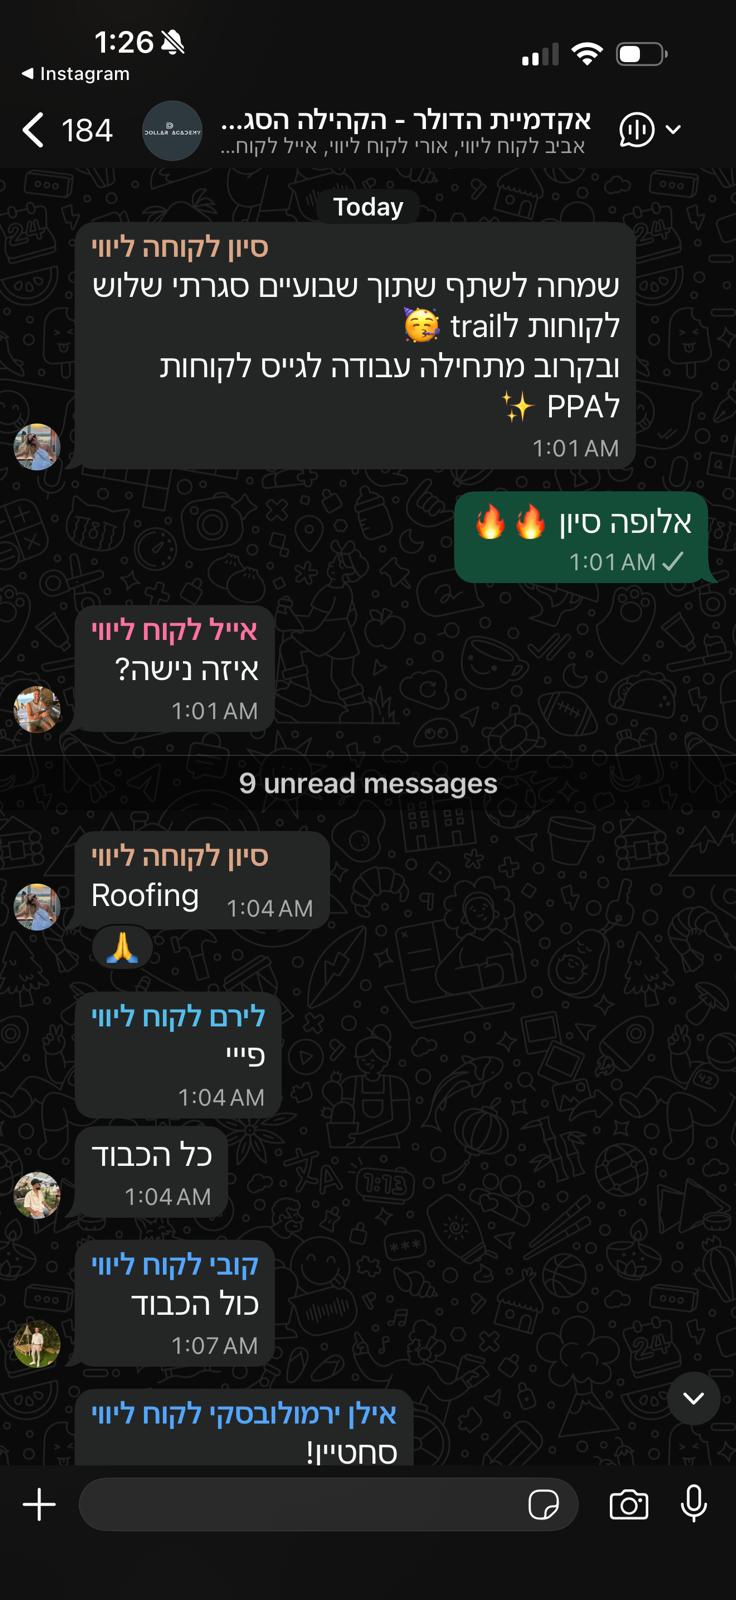 1:26
Instagram
184
DOLLAR ACADEMY
אקדמיית הדולר - הקהילה הסג...
אביב לקוח ליווי, אורי לקוח ליווי, אייל לקוח...
Today
סיון לקוחה ליווי
שמחה לשתף שתוך שבועיים סגרתי שלוש
לקוחות לtrail 🥳
ובקרוב מתחילה עבודה לגייס לקוחות
לPPA ✨
1:01 AM
אלופה סיון 🔥🔥
1:01 AM
אייל לקוח ליווי
איזה נישה?
1:01 AM
9 unread messages
סיון לקוחה ליווי
Roofing 1:04 AM
🙏
לירם לקוח ליווי
פייי
1:04 AM
כל הכבוד
1:04 AM
קובי לקוח ליווי
כול הכבוד
1:07 AM
אילן ירמולובסקי לקוח ליווי
סחטיין!